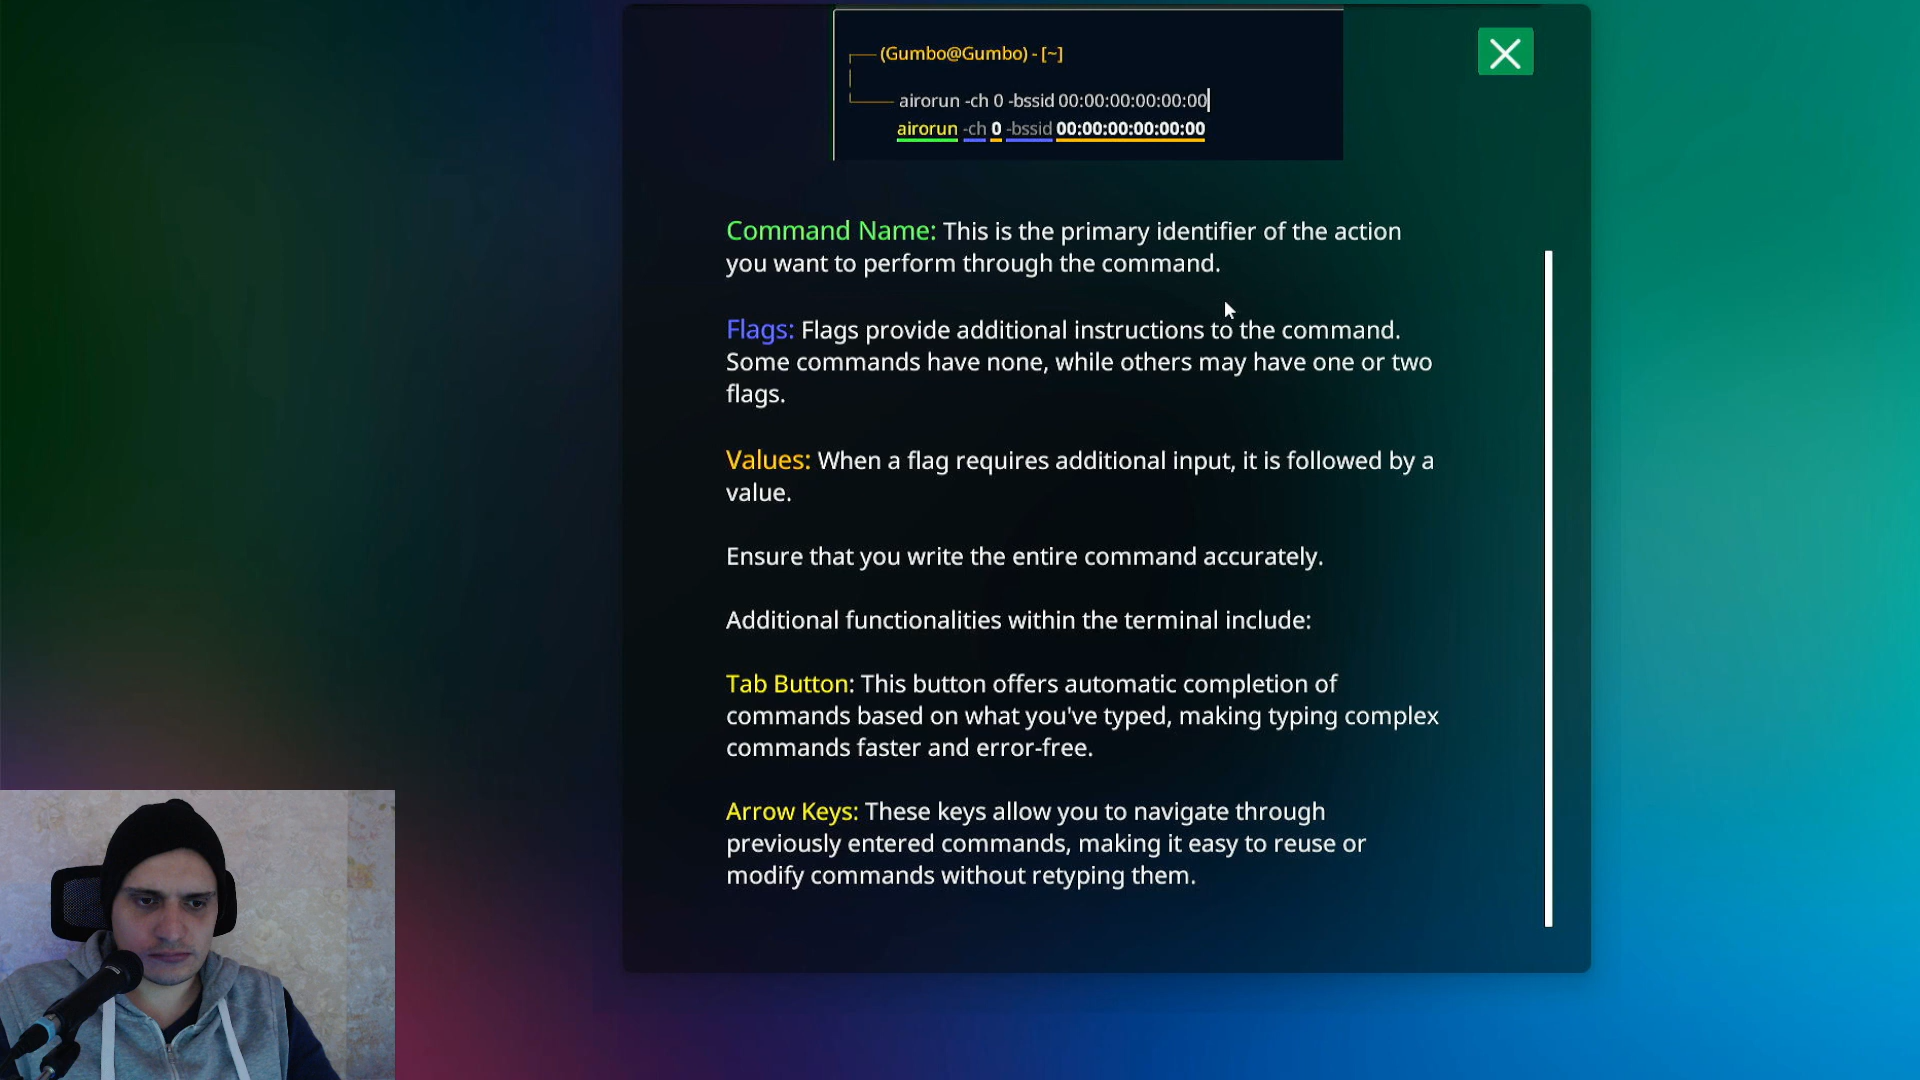 (Gumbo@Gumbo) - [~]
airorun -ch 0 -bssid 00:00:00:00:00:00
airorun -ch 0 -bssid 00:00:00:00:00:00
Command Name: This is the primary identifier of the action
you want to perform through the command.
Flags: Flags provide additional instructions to the command.
Some commands have none, while others may have one or two
flags.
Values: When a flag requires additional input, it is followed by a
value.
Ensure that you write the entire command accurately.
Additional functionalities within the terminal include:
Tab Button: This button offers automatic completion of
commands based on what you've typed, making typing complex
commands faster and error-free.
Arrow Keys: These keys allow you to navigate through
previously entered commands, making it easy to reuse or
modify commands without retyping them.